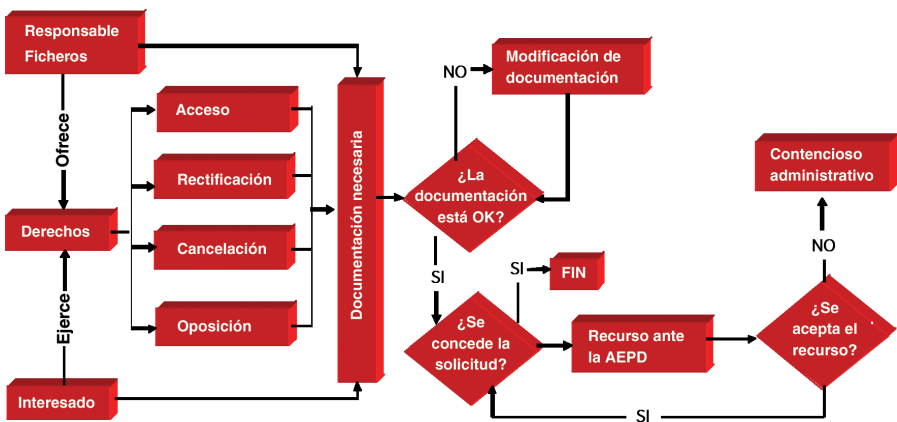 Responsable
Ficheros
Ofrece
Derechos
Ejerce
Interesado
Acceso
Rectificación
Cancelación
Oposición
Documentación necesaria
¿La
documentación
está OK?
NO
Modificación de
documentación
SI
¿Se
concede la
solicitud?
SI
FIN
Recurso ante
la AEPD
¿Se
acepta el
recurso?
NO
Contencioso
administrativo
SI